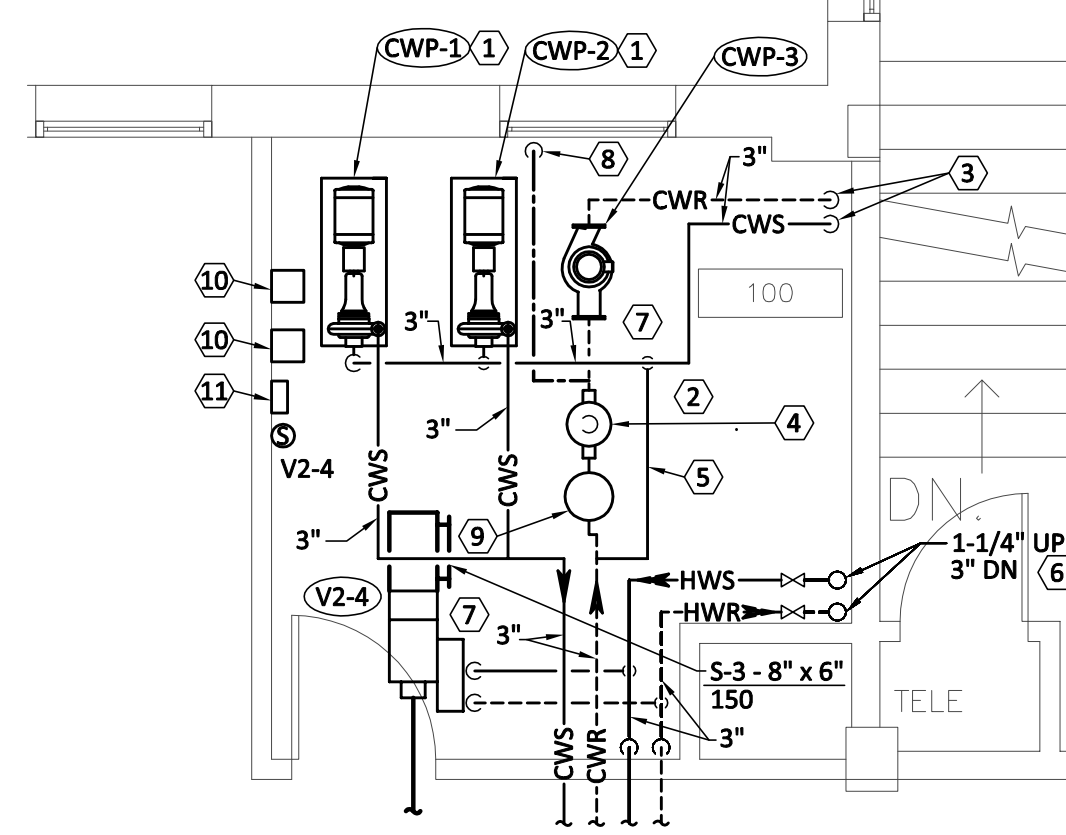 CWP-1 1
CWP-2 1
CWP-3
8
3"
3
CWR
CWS
10
100
3"
3"
7
10
11
2
4
3"
S
V2-4
CWS
CWS
5
DN.
3"
9
1-1/4" UP
3" DN
6
HWS
V2-4
7
HWR
3"
S-3 - 8" x 6"
150
TELE
3"
CWS
CWR